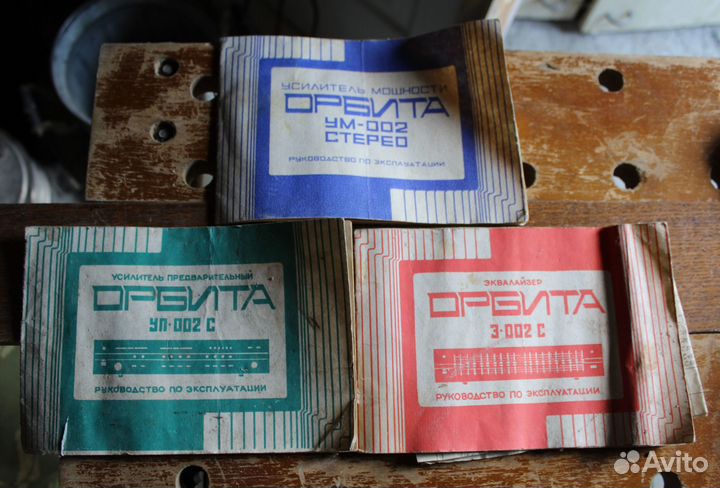 УСИЛИТЕЛЬ МОЩНОСТИ
ОРБИТА
УМ-002
СТЕРЕО
РУКОВОДСТВО ПО ЭКСПЛУАТАЦИИ
УСИЛИТЕЛЬ ПРЕДВАРИТЕЛЬНЫЙ
ОРБИТА
УП-002 С
РУКОВОДСТВО ПО ЭКСПЛУАТАЦИИ
ЭКВАЛАЙЗЕР
ОРБИТА
Э-002 С
РУКОВОДСТВО ПО ЭКСПЛУАТАЦИИ
Avito